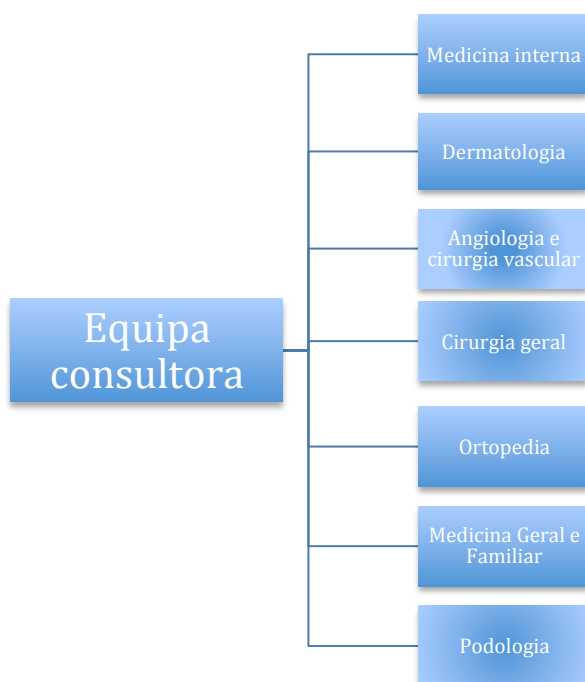 Medicina interna
Dermatologia
Angiologia e
cirurgia vascular
Equipa
consultora
Cirurgia geral
Ortopedia
Medicina Geral e
Familiar
Podologia